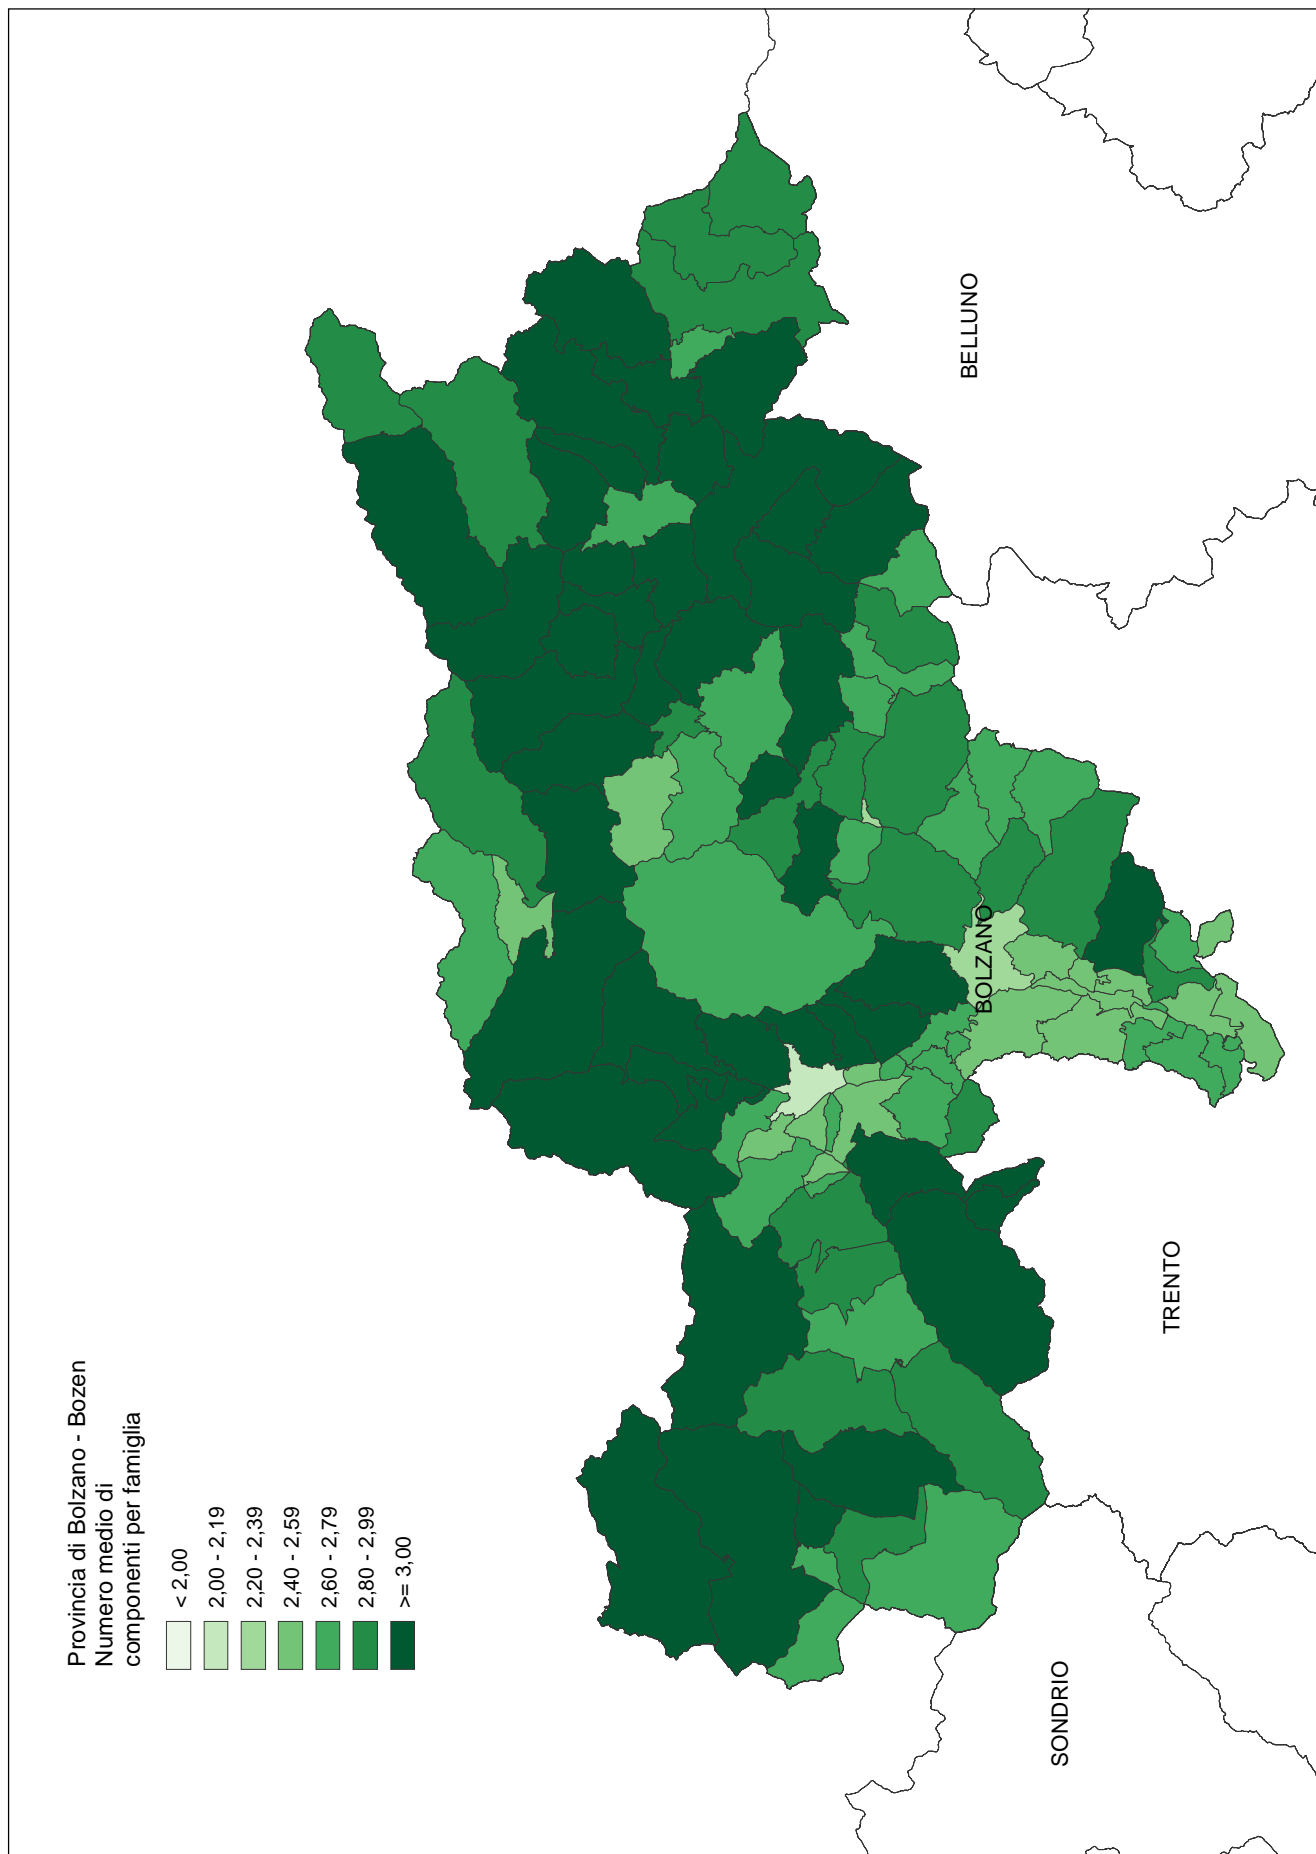 Provincia di Bolzano - Bozen
Numero medio di
componenti per famiglia
< 2,00
2,00 - 2,19
2,20 - 2,39
2,40 - 2,59
2,60 - 2,79
2,80 - 2,99
>= 3,00
SONDRIO
TRENTO
BOLZANO
BELLUNO